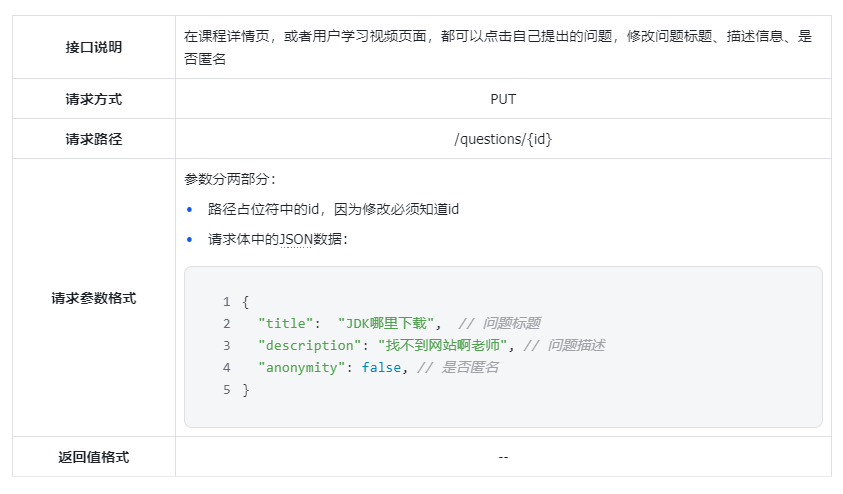 接口说明
在课程详情页，或者用户学习视频页面，都可以点击自己提出的问题，修改问题标题、描述信息、是
否匿名
请求方式
PUT
请求路径
/questions/{id}
请求参数格式
参数分两部分：
• 路径占位符中的id，因为修改必须知道id
• 请求体中的JSON数据：
1 {
2   "title":  "JDK哪里下载",  // 问题标题
3   "description": "找不到网站啊老师", // 问题描述
4   "anonymity": false, // 是否匿名
5 }
返回值格式
--